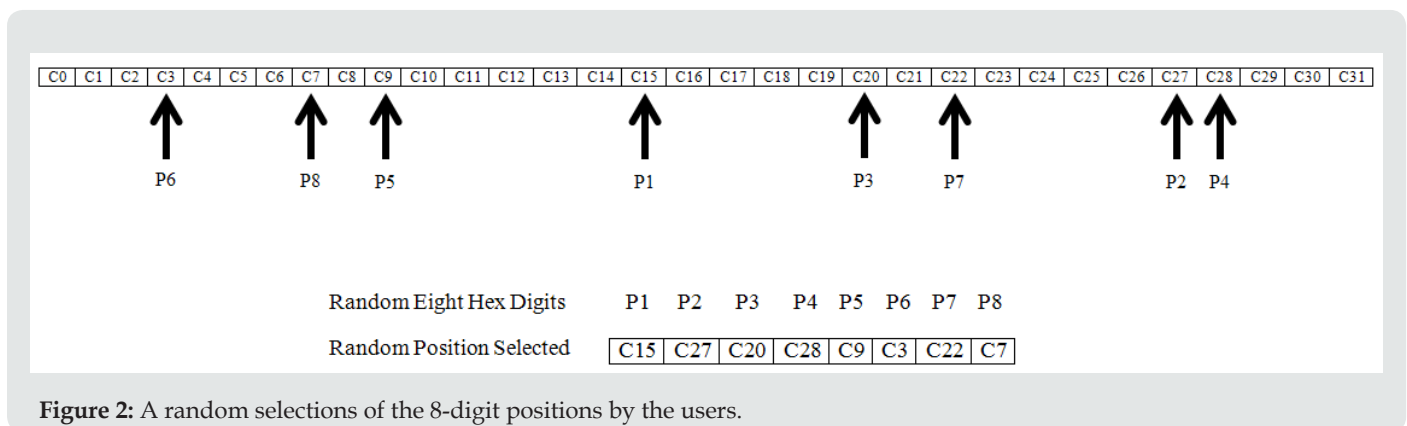 C0 C1 C2 C3 C4 C5 C6 C7 C8 C9 C10 C11 C12 C13 C14 C15 C16 C17 C18 C19 C20 C21 C22 C23 C24 C25 C26 C27 C28 C29 C30 C31
P6 P8 P5 P1 P3 P7 P2 P4
Random Eight Hex Digits P1 P2 P3 P4 P5 P6 P7 P8
Random Position Selected C15 C27 C20 C28 C9 C3 C22 C7
Figure 2: A random selections of the 8-digit positions by the users.